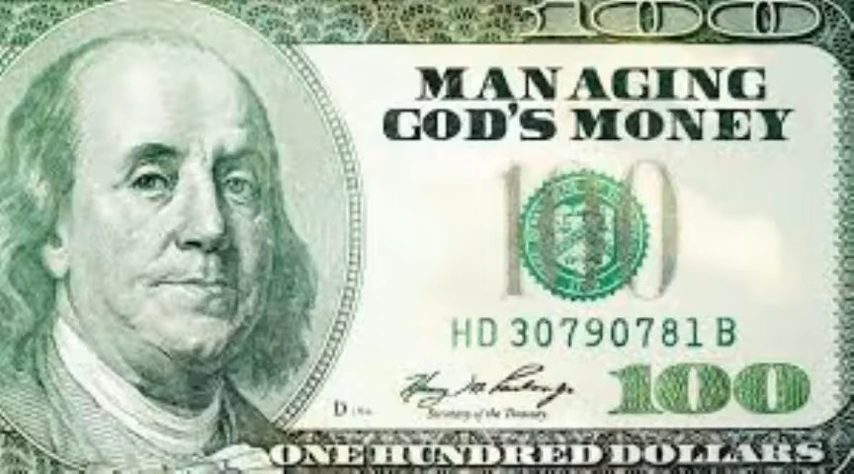 100
MANAGING
GOD'S MONEY
100
HD 30790781 B
D
Secretary of the Treasury.
100
ONE HUNDRED DOLLARS